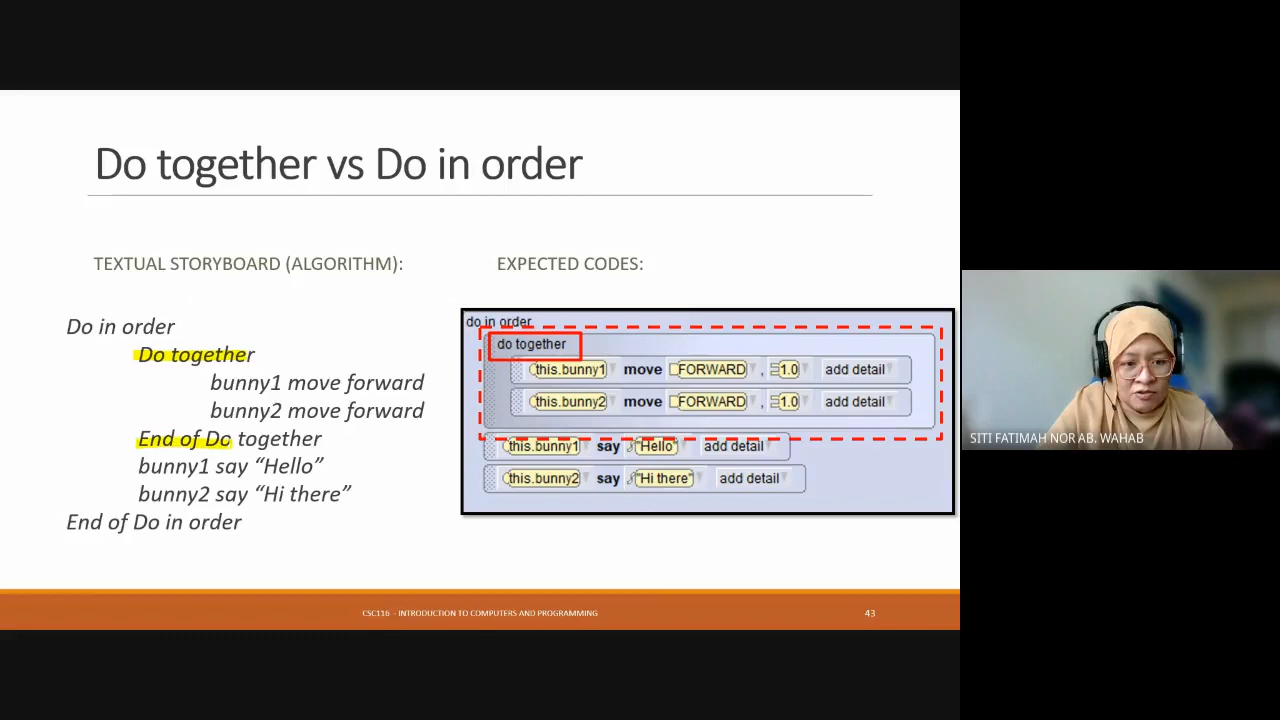 Do together vs Do in order
TEXTUAL STORYBOARD (ALGORITHM):
Do in order
Do together
bunny1 move forward
bunny2 move forward
End of Do together
bunny1 say “Hello”
bunny2 say “Hi there”
End of Do in order
EXPECTED CODES:
do in order
do together
this.bunny1 move FORWARD , 1.0 add detail
this.bunny2 move FORWARD , 1.0 add detail
this.bunny1 say "Hello" add detail
this.bunny2 say "Hi there" add detail
CSC116 - INTRODUCTION TO COMPUTERS AND PROGRAMMING
43
SITI FATIMAH NOR AB. WAHAB